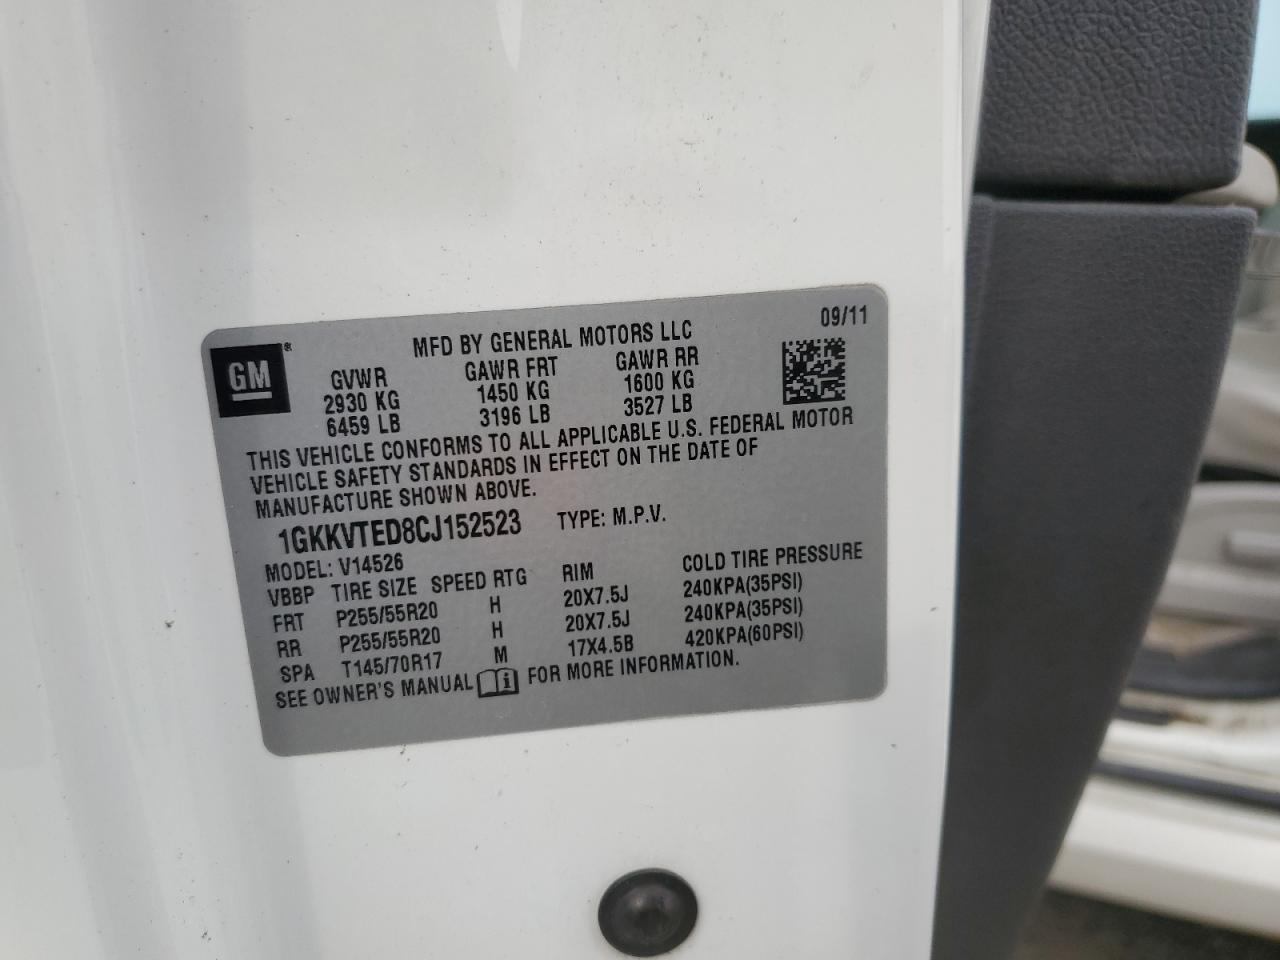 09/11
MFD BY GENERAL MOTORS LLC
GM®
GVWR GAWR FRT GAWR RR
2930 KG 1450 KG 1600 KG
6459 LB 3196 LB 3527 LB
THIS VEHICLE CONFORMS TO ALL APPLICABLE U.S. FEDERAL MOTOR
VEHICLE SAFETY STANDARDS IN EFFECT ON THE DATE OF
MANUFACTURE SHOWN ABOVE.
1GKKVTED8CJ152523 TYPE: M.P.V.
MODEL: V14526
VBBP TIRE SIZE SPEED RTG RIM COLD TIRE PRESSURE
FRT P255/55R20 H 20X7.5J 240KPA(35PSI)
RR P255/55R20 H 20X7.5J 240KPA(35PSI)
SPA T145/70R17 M 17X4.5B 420KPA(60PSI)
SEE OWNER'S MANUAL i FOR MORE INFORMATION.